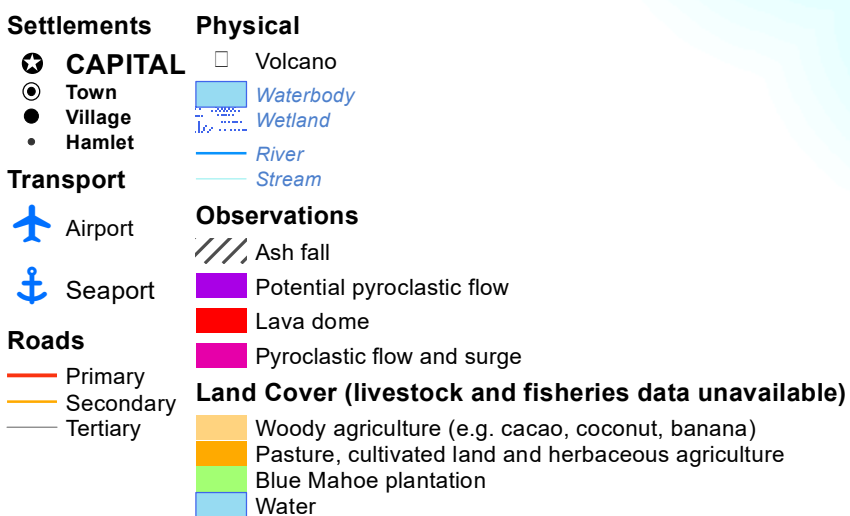 Settlements
CAPITAL
Town
Village
Hamlet
Transport
Airport
Seaport
Roads
Primary
Secondary
Tertiary
Physical
Volcano
Waterbody
Wetland
River
Stream
Observations
Ash fall
Potential pyroclastic flow
Lava dome
Pyroclastic flow and surge
Land Cover (livestock and fisheries data unavailable)
Woody agriculture (e.g. cacao, coconut, banana)
Pasture, cultivated land and herbaceous agriculture
Blue Mahoe plantation
Water